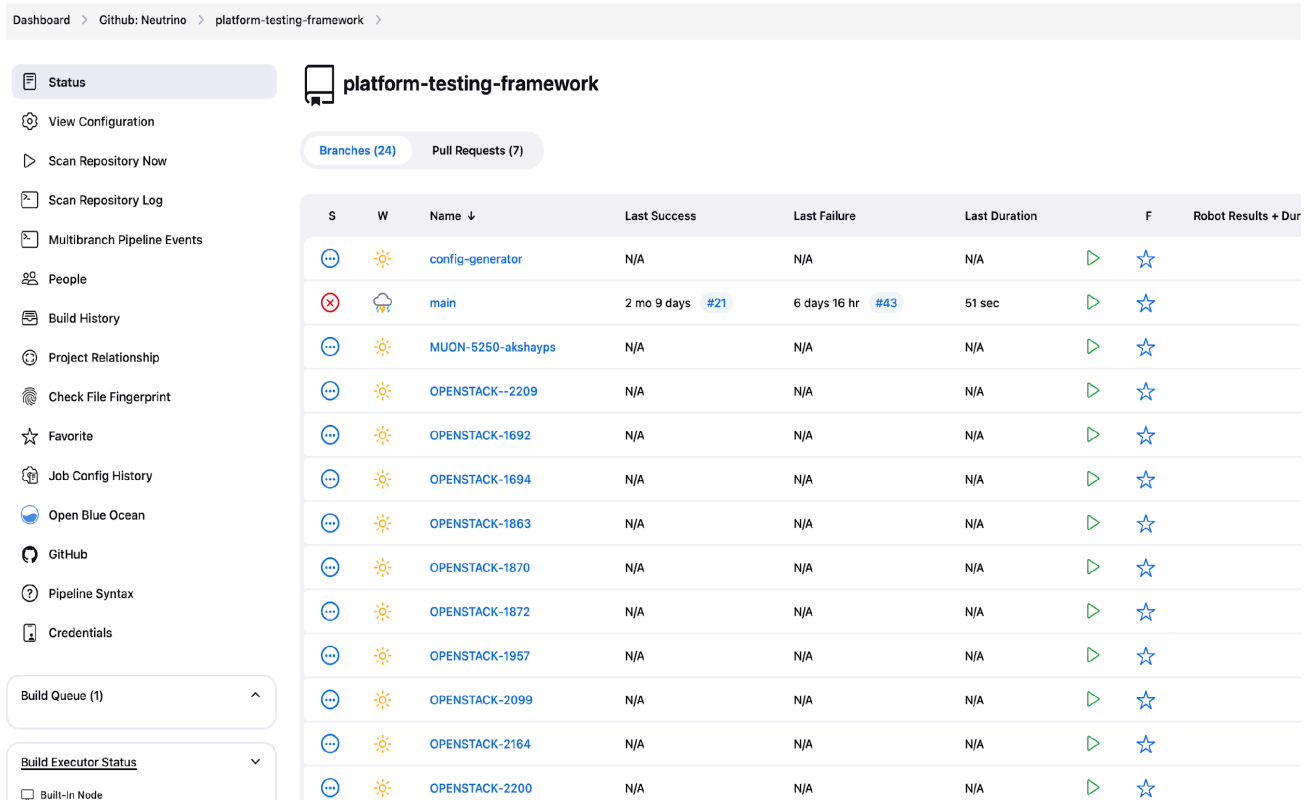 Dashboard > Github: Neutrino > platform-testing-framework >
Status
View Configuration
Scan Repository Now
Scan Repository Log
Multibranch Pipeline Events
People
Build History
Project Relationship
Check File Fingerprint
Favorite
Job Config History
Open Blue Ocean
GitHub
Pipeline Syntax
Credentials
Build Queue (1)
Build Executor Status
Built-In Node
platform-testing-framework
Branches (24) Pull Requests (7)
S W Name ↓ Last Success Last Failure Last Duration F Robot Results + Dur
config-generator N/A N/A N/A
main 2 mo 9 days #21 6 days 16 hr #43 51 sec
MUON-5250-akshayps N/A N/A N/A
OPENSTACK--2209 N/A N/A N/A
OPENSTACK-1692 N/A N/A N/A
OPENSTACK-1694 N/A N/A N/A
OPENSTACK-1863 N/A N/A N/A
OPENSTACK-1870 N/A N/A N/A
OPENSTACK-1872 N/A N/A N/A
OPENSTACK-1957 N/A N/A N/A
OPENSTACK-2099 N/A N/A N/A
OPENSTACK-2164 N/A N/A N/A
OPENSTACK-2200 N/A N/A N/A